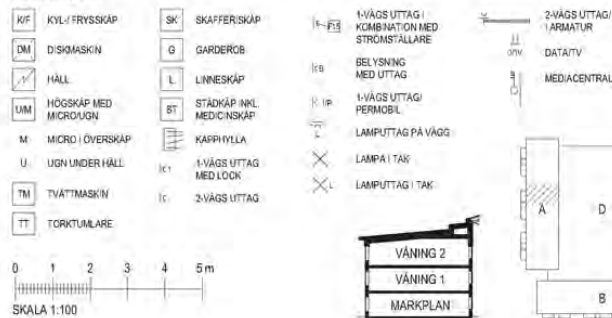 K/F KYL-/ FRYSSKÅP
DM DISKMASKIN
HÄLL
U/M HÖGSKÅP MED
MICRO/UGN
M MICRO I ÖVERSKÅP
U UGN UNDER HÄLL
TM TVÄTTMASKIN
TT TORKTUMLARE
SK SKAFFERISKÅP
G GARDEROB
L LINNESKÅP
ST STÄDKÅP INKL.
MEDICINSKÅP
KAPPHYLLA
1-VÄGS UTTAG
MED LOCK
2-VÄGS UTTAG
1-VÄGS UTTAG I
KOMBINATION MED
STRÖMSTÄLLARE
BELYSNING
MED UTTAG
1-VÄGS UTTAG/
PERMOBIL
L LAMPUTTAG PÅ VÄGG
LAMPA I TAK
L LAMPUTTAG I TAK
2-VÄGS UTTAG/
I ARMATUR
DATA/TV
MEDIACENTRAL
0 1 2 3 4 5 m
SKALA 1:100
VÅNING 2
VÅNING 1
MARKPLAN
A
D
B